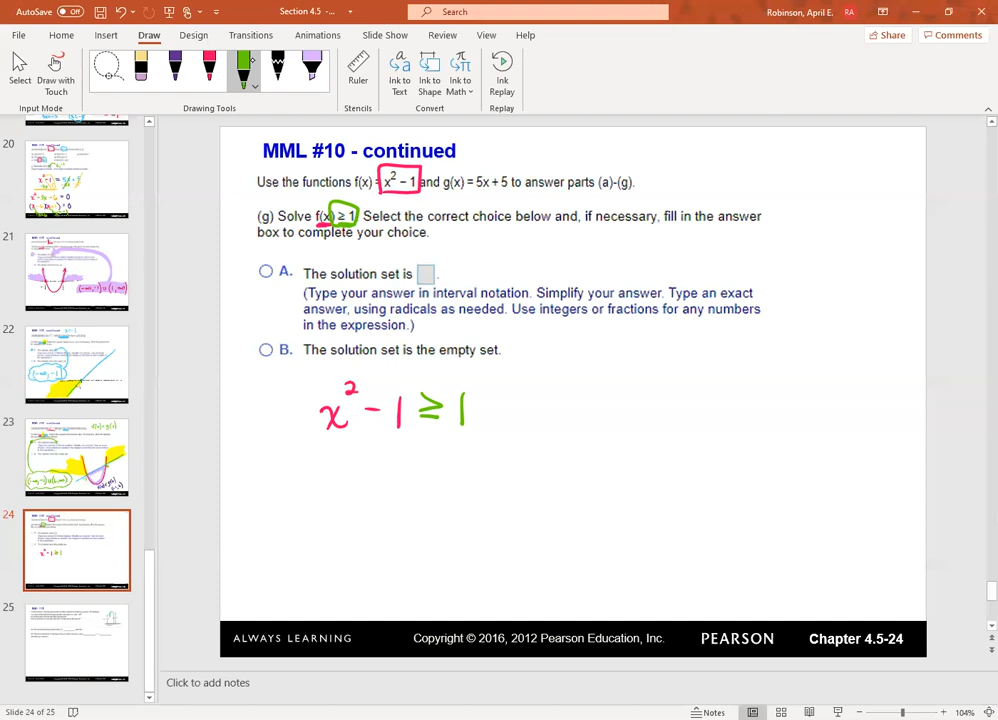 AutoSave Off Section 4.5 -... Search Robinson, April E. RA
File Home Insert Draw Design Transitions Animations Slide Show Review View Help Share Comments
Select Draw with Touch Ruler Ink to Text Ink to Shape Ink to Math Ink Replay
Input Mode Drawing Tools Stencils Convert Replay
20
21
22
23
24
25
MML #10 - continued
Use the functions f(x) = x² − 1 and g(x) = 5x + 5 to answer parts (a)-(g).
(g) Solve f(x) ≥ 1. Select the correct choice below and, if necessary, fill in the answer
box to complete your choice.
A. The solution set is .
(Type your answer in interval notation. Simplify your answer. Type an exact
answer, using radicals as needed. Use integers or fractions for any numbers
in the expression.)
B. The solution set is the empty set.
x² − 1 ≥ 1
ALWAYS LEARNING Copyright © 2016, 2012 Pearson Education, Inc. PEARSON Chapter 4.5-24
Click to add notes
Slide 24 of 25 Notes 104%